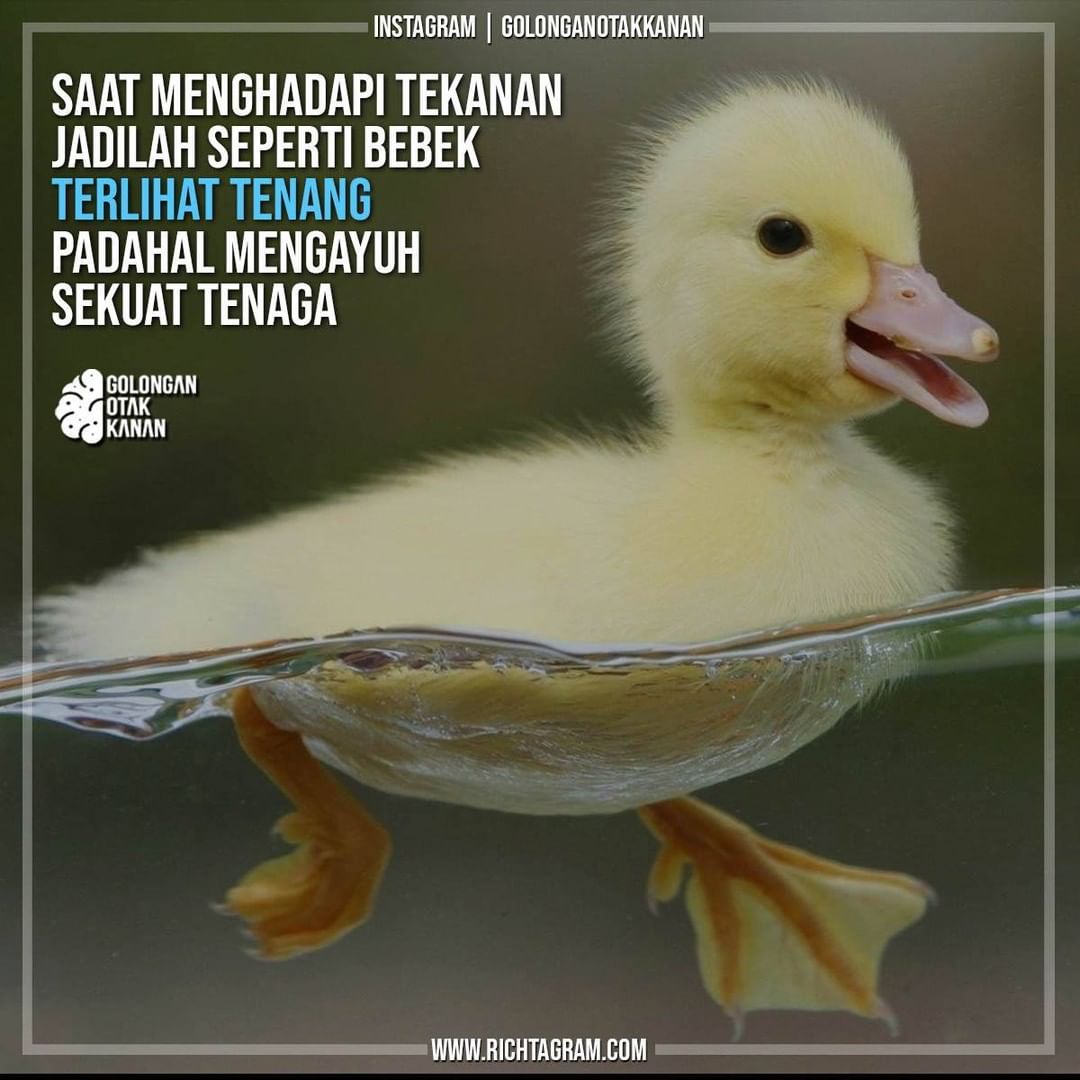 INSTAGRAM | GOLONGANOTAKKANAN
SAAT MENGHADAPI TEKANAN
JADILAH SEPERTI BEBEK
TERLIHAT TENANG
PADAHAL MENGAYUH
SEKUAT TENAGA
GOLONGAN
OTAK
KANAN
WWW.RICHTAGRAM.COM